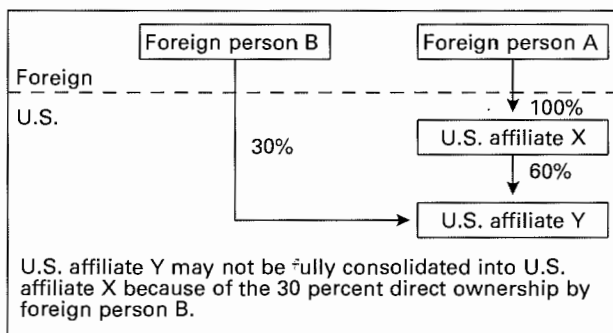 Foreign person B
Foreign person A
Foreign
U.S.
100%
U.S. affiliate X
30%
60%
U.S. affiliate Y
U.S. affiliate Y may not be fully consolidated into U.S.
affiliate X because of the 30 percent direct ownership by
foreign person B.